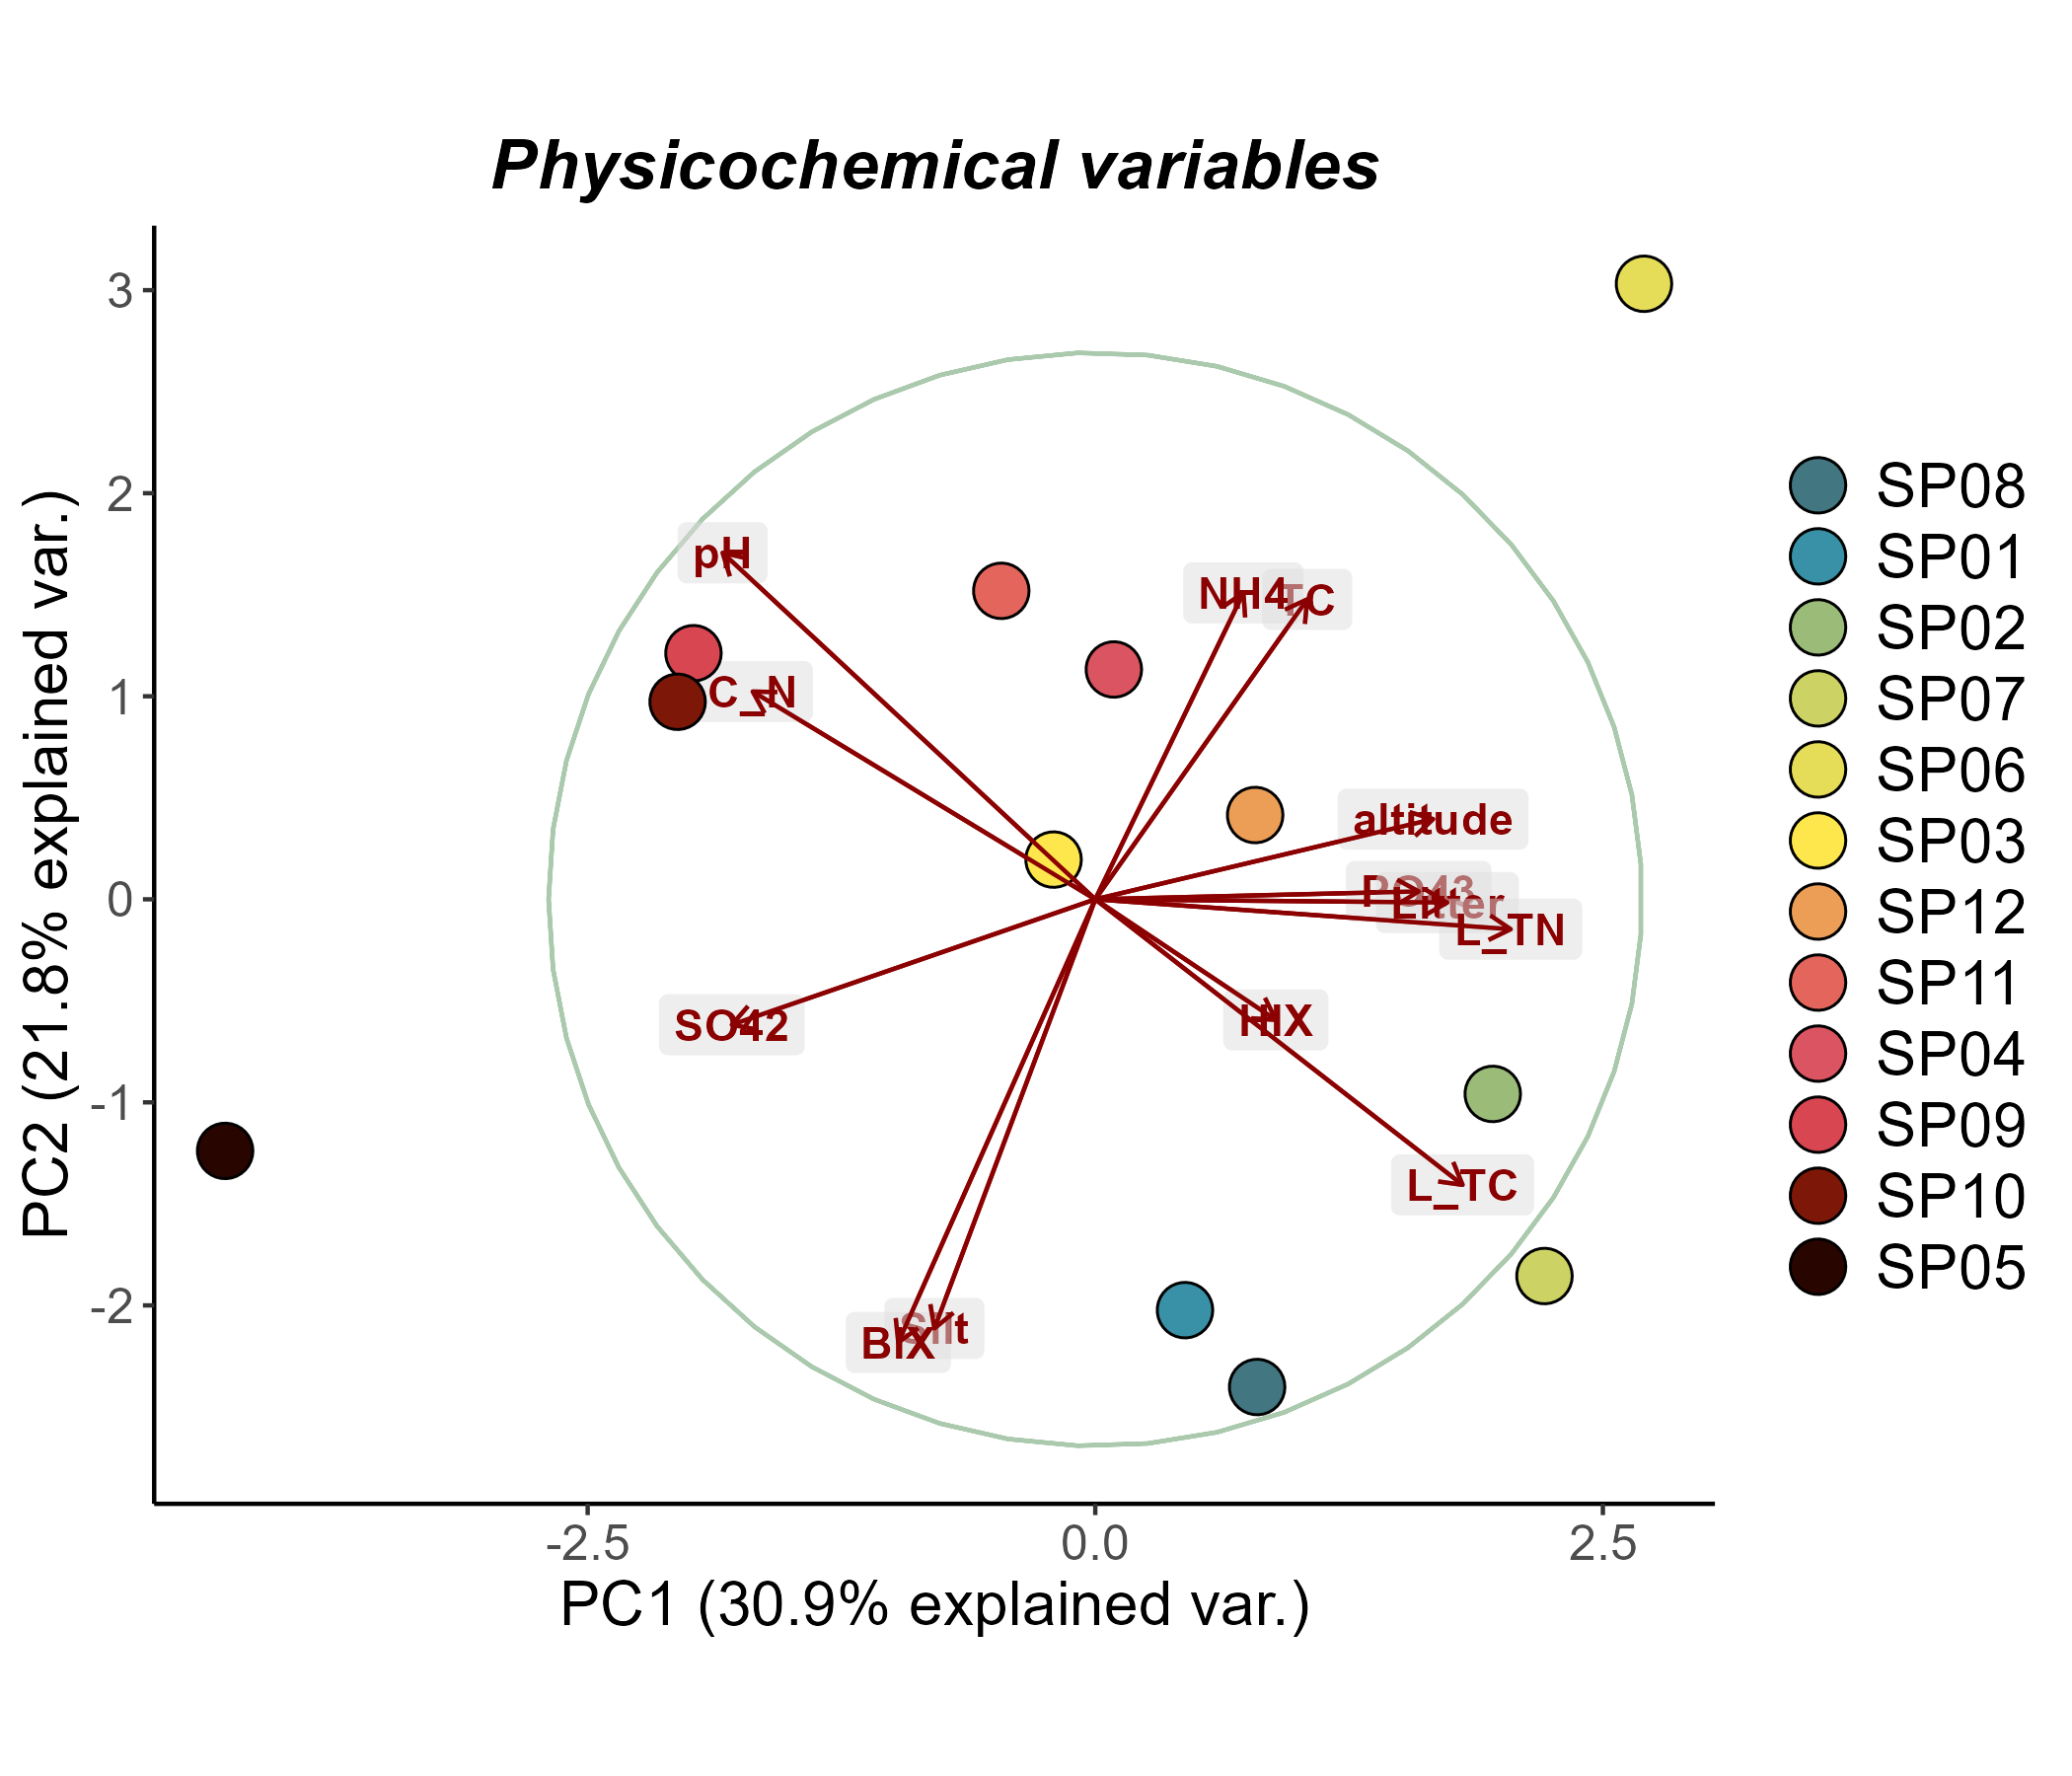 Physicochemical variables
PC2 (21.8% explained var.)
3
2
1
0
-1
-2
pH
NH4
TC
C_N
altitude
PO43
Litter
L_TN
SO42
HIX
L_TC
Silt
BIX
-2.5
0.0
2.5
PC1 (30.9% explained var.)
SP08
SP01
SP02
SP07
SP06
SP03
SP12
SP11
SP04
SP09
SP10
SP05